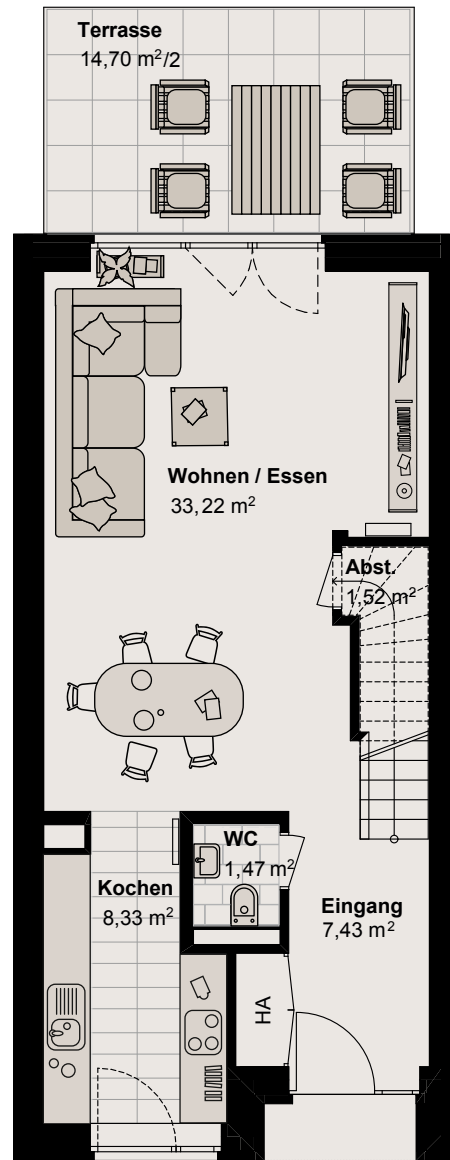 Terrasse
14,70 m²/2
Wohnen / Essen
33,22 m²
Abst.
1,52 m²
WC
1,47 m²
Kochen
8,33 m²
Eingang
7,43 m²
HA